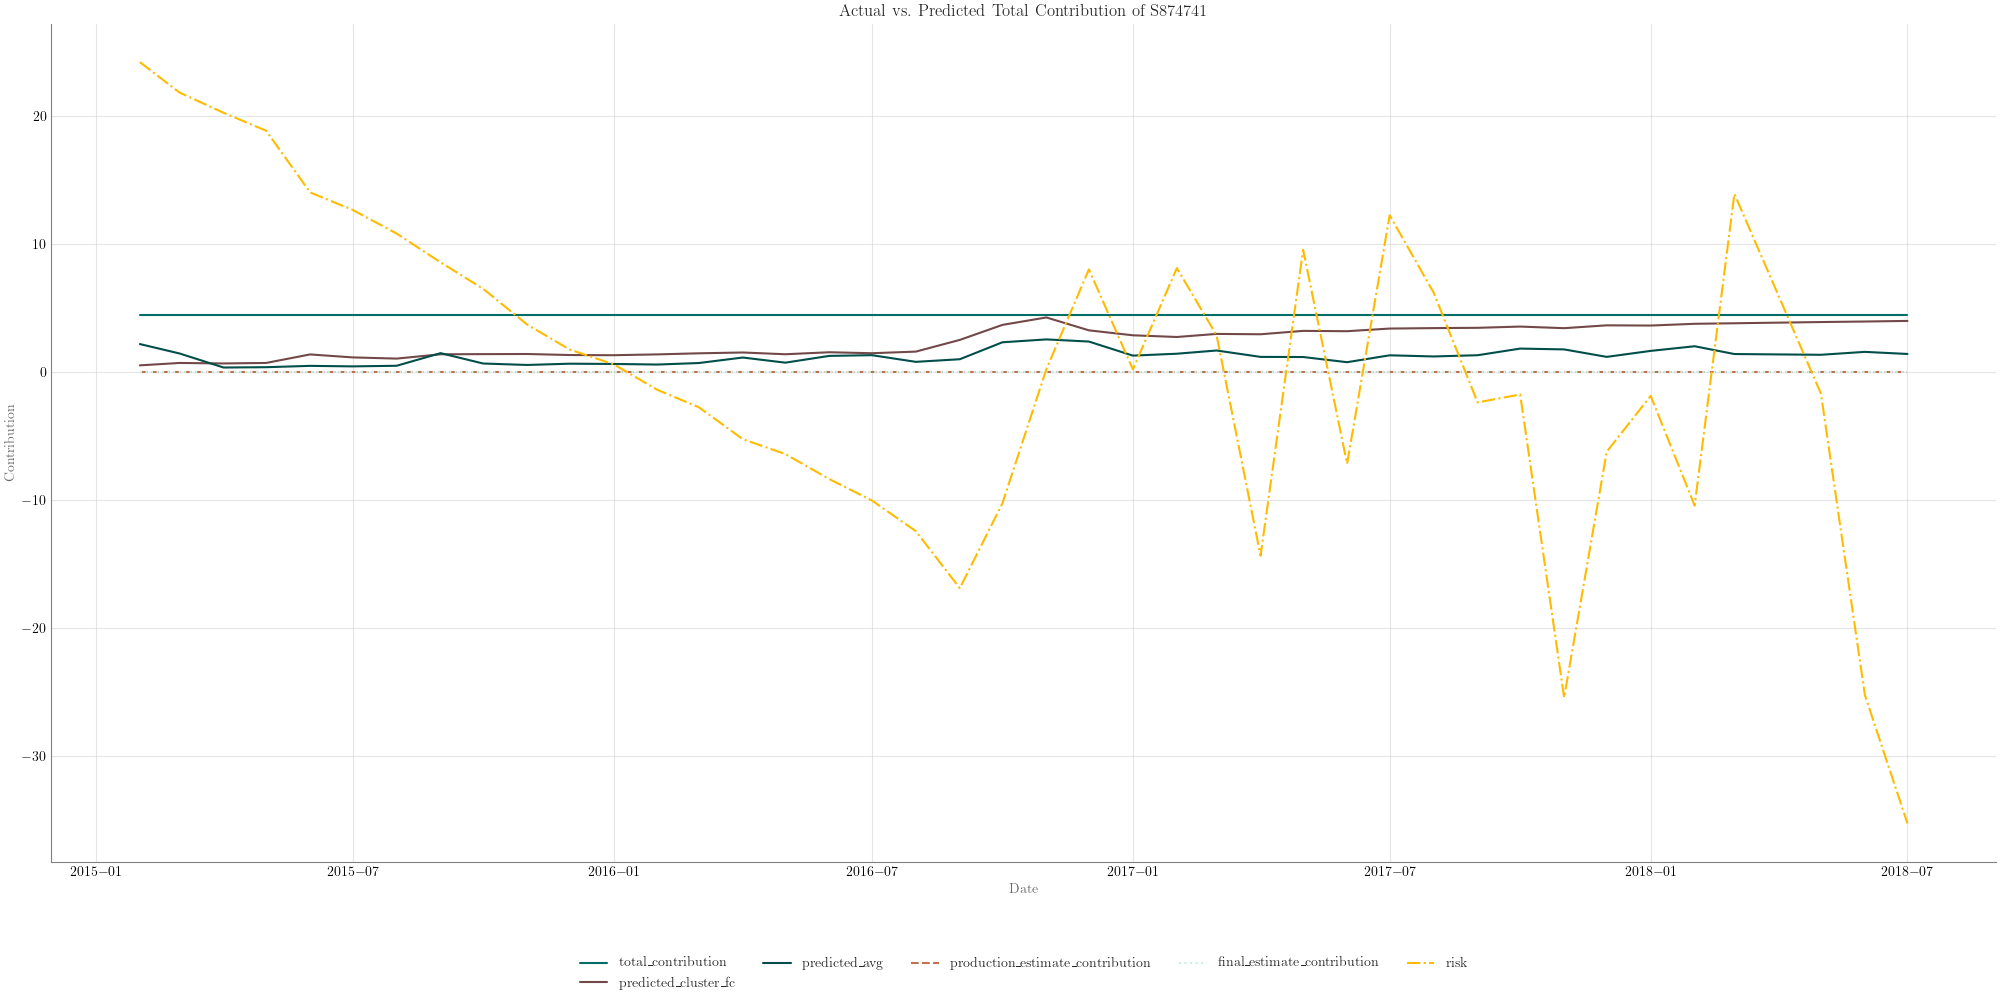 Actual vs. Predicted Total Contribution of S874741
20
10
0
−10
−20
−30
Contribution
2015−01
2015−07
2016−01
2016−07
2017−01
2017−07
2018−01
2018−07
Date
total_contribution
predicted_cluster_fc
predicted_avg
production_estimate_contribution
final_estimate_contribution
risk